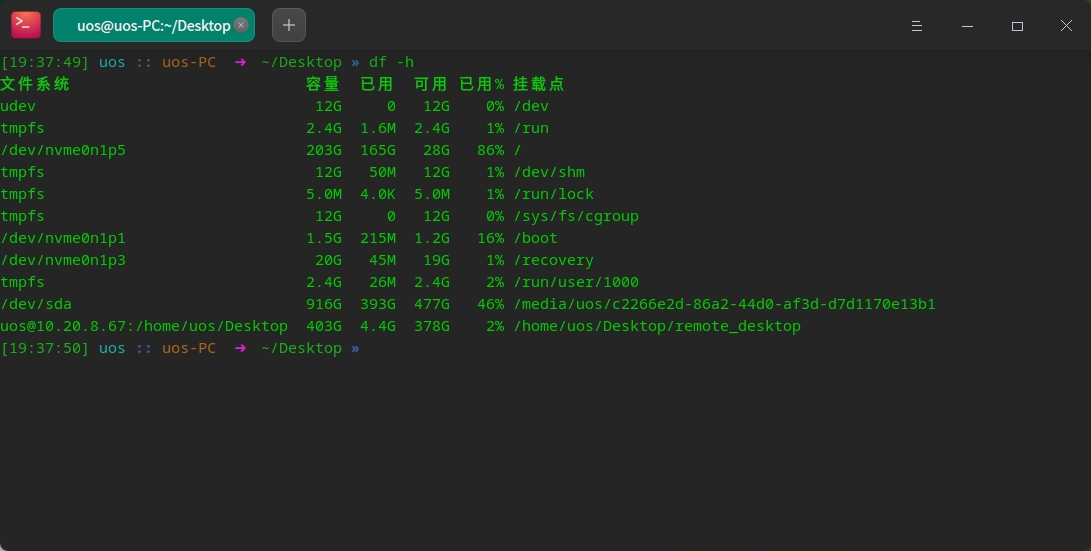 uos@uos-PC:~/Desktop
[19:37:49] uos :: uos-PC ➜ ~/Desktop » df -h
文件系统 容量 已用 可用 已用% 挂载点
udev 12G 0 12G 0% /dev
tmpfs 2.4G 1.6M 2.4G 1% /run
/dev/nvme0n1p5 203G 165G 28G 86% /
tmpfs 12G 50M 12G 1% /dev/shm
tmpfs 5.0M 4.0K 5.0M 1% /run/lock
tmpfs 12G 0 12G 0% /sys/fs/cgroup
/dev/nvme0n1p1 1.5G 215M 1.2G 16% /boot
/dev/nvme0n1p3 20G 45M 19G 1% /recovery
tmpfs 2.4G 26M 2.4G 2% /run/user/1000
/dev/sda 916G 393G 477G 46% /media/uos/c2266e2d-86a2-44d0-af3d-d7d1170e13b1
uos@10.20.8.67:/home/uos/Desktop 403G 4.4G 378G 2% /home/uos/Desktop/remote_desktop
[19:37:50] uos :: uos-PC ➜ ~/Desktop »